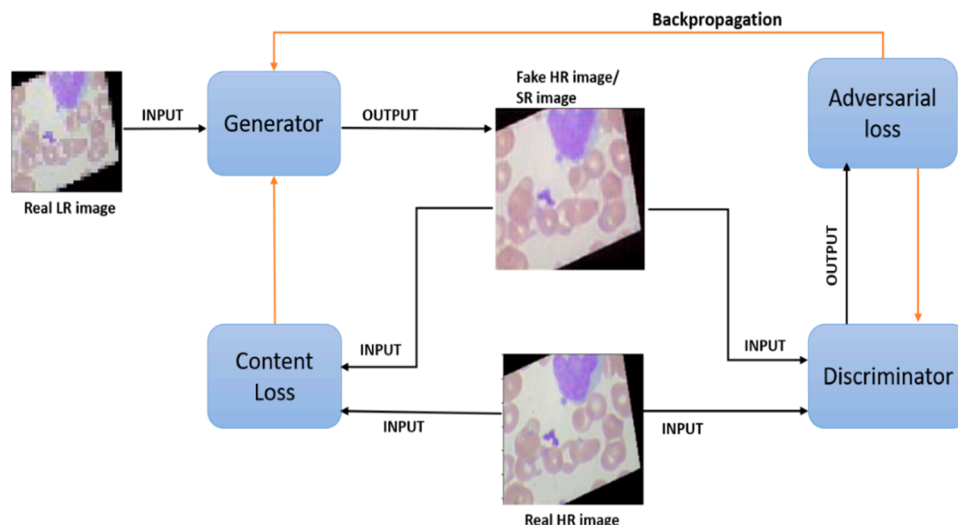 Backpropagation
Fake HR image/
SR image
Adversarial
loss
INPUT
Generator
OUTPUT
Real LR image
OUTPUT
Content
Loss
INPUT
INPUT
Discriminator
INPUT
INPUT
Real HR image